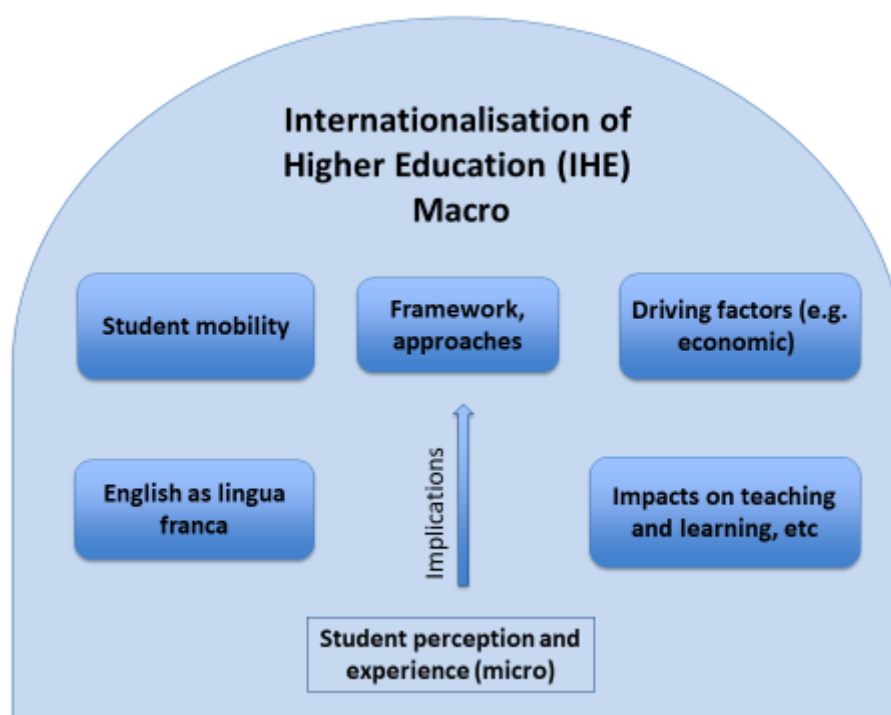 Internationalisation of
Higher Education (IHE)
Macro
Student mobility
Framework,
approaches
Driving factors (e.g.
economic)
English as lingua
franca
Implications
Impacts on teaching
and learning, etc
Student perception and
experience (micro)